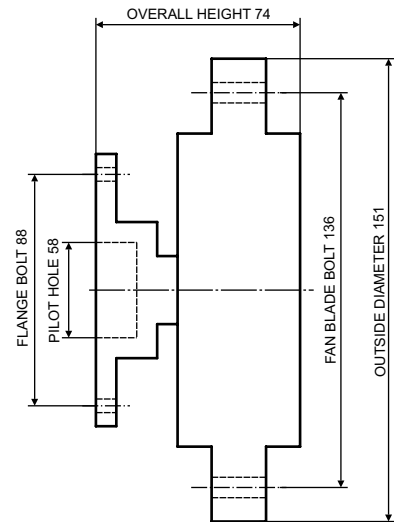 OVERALL HEIGHT 74
FLANGE BOLT 88
PILOT HOLE 58
FAN BLADE BOLT 136
OUTSIDE DIAMETER 151